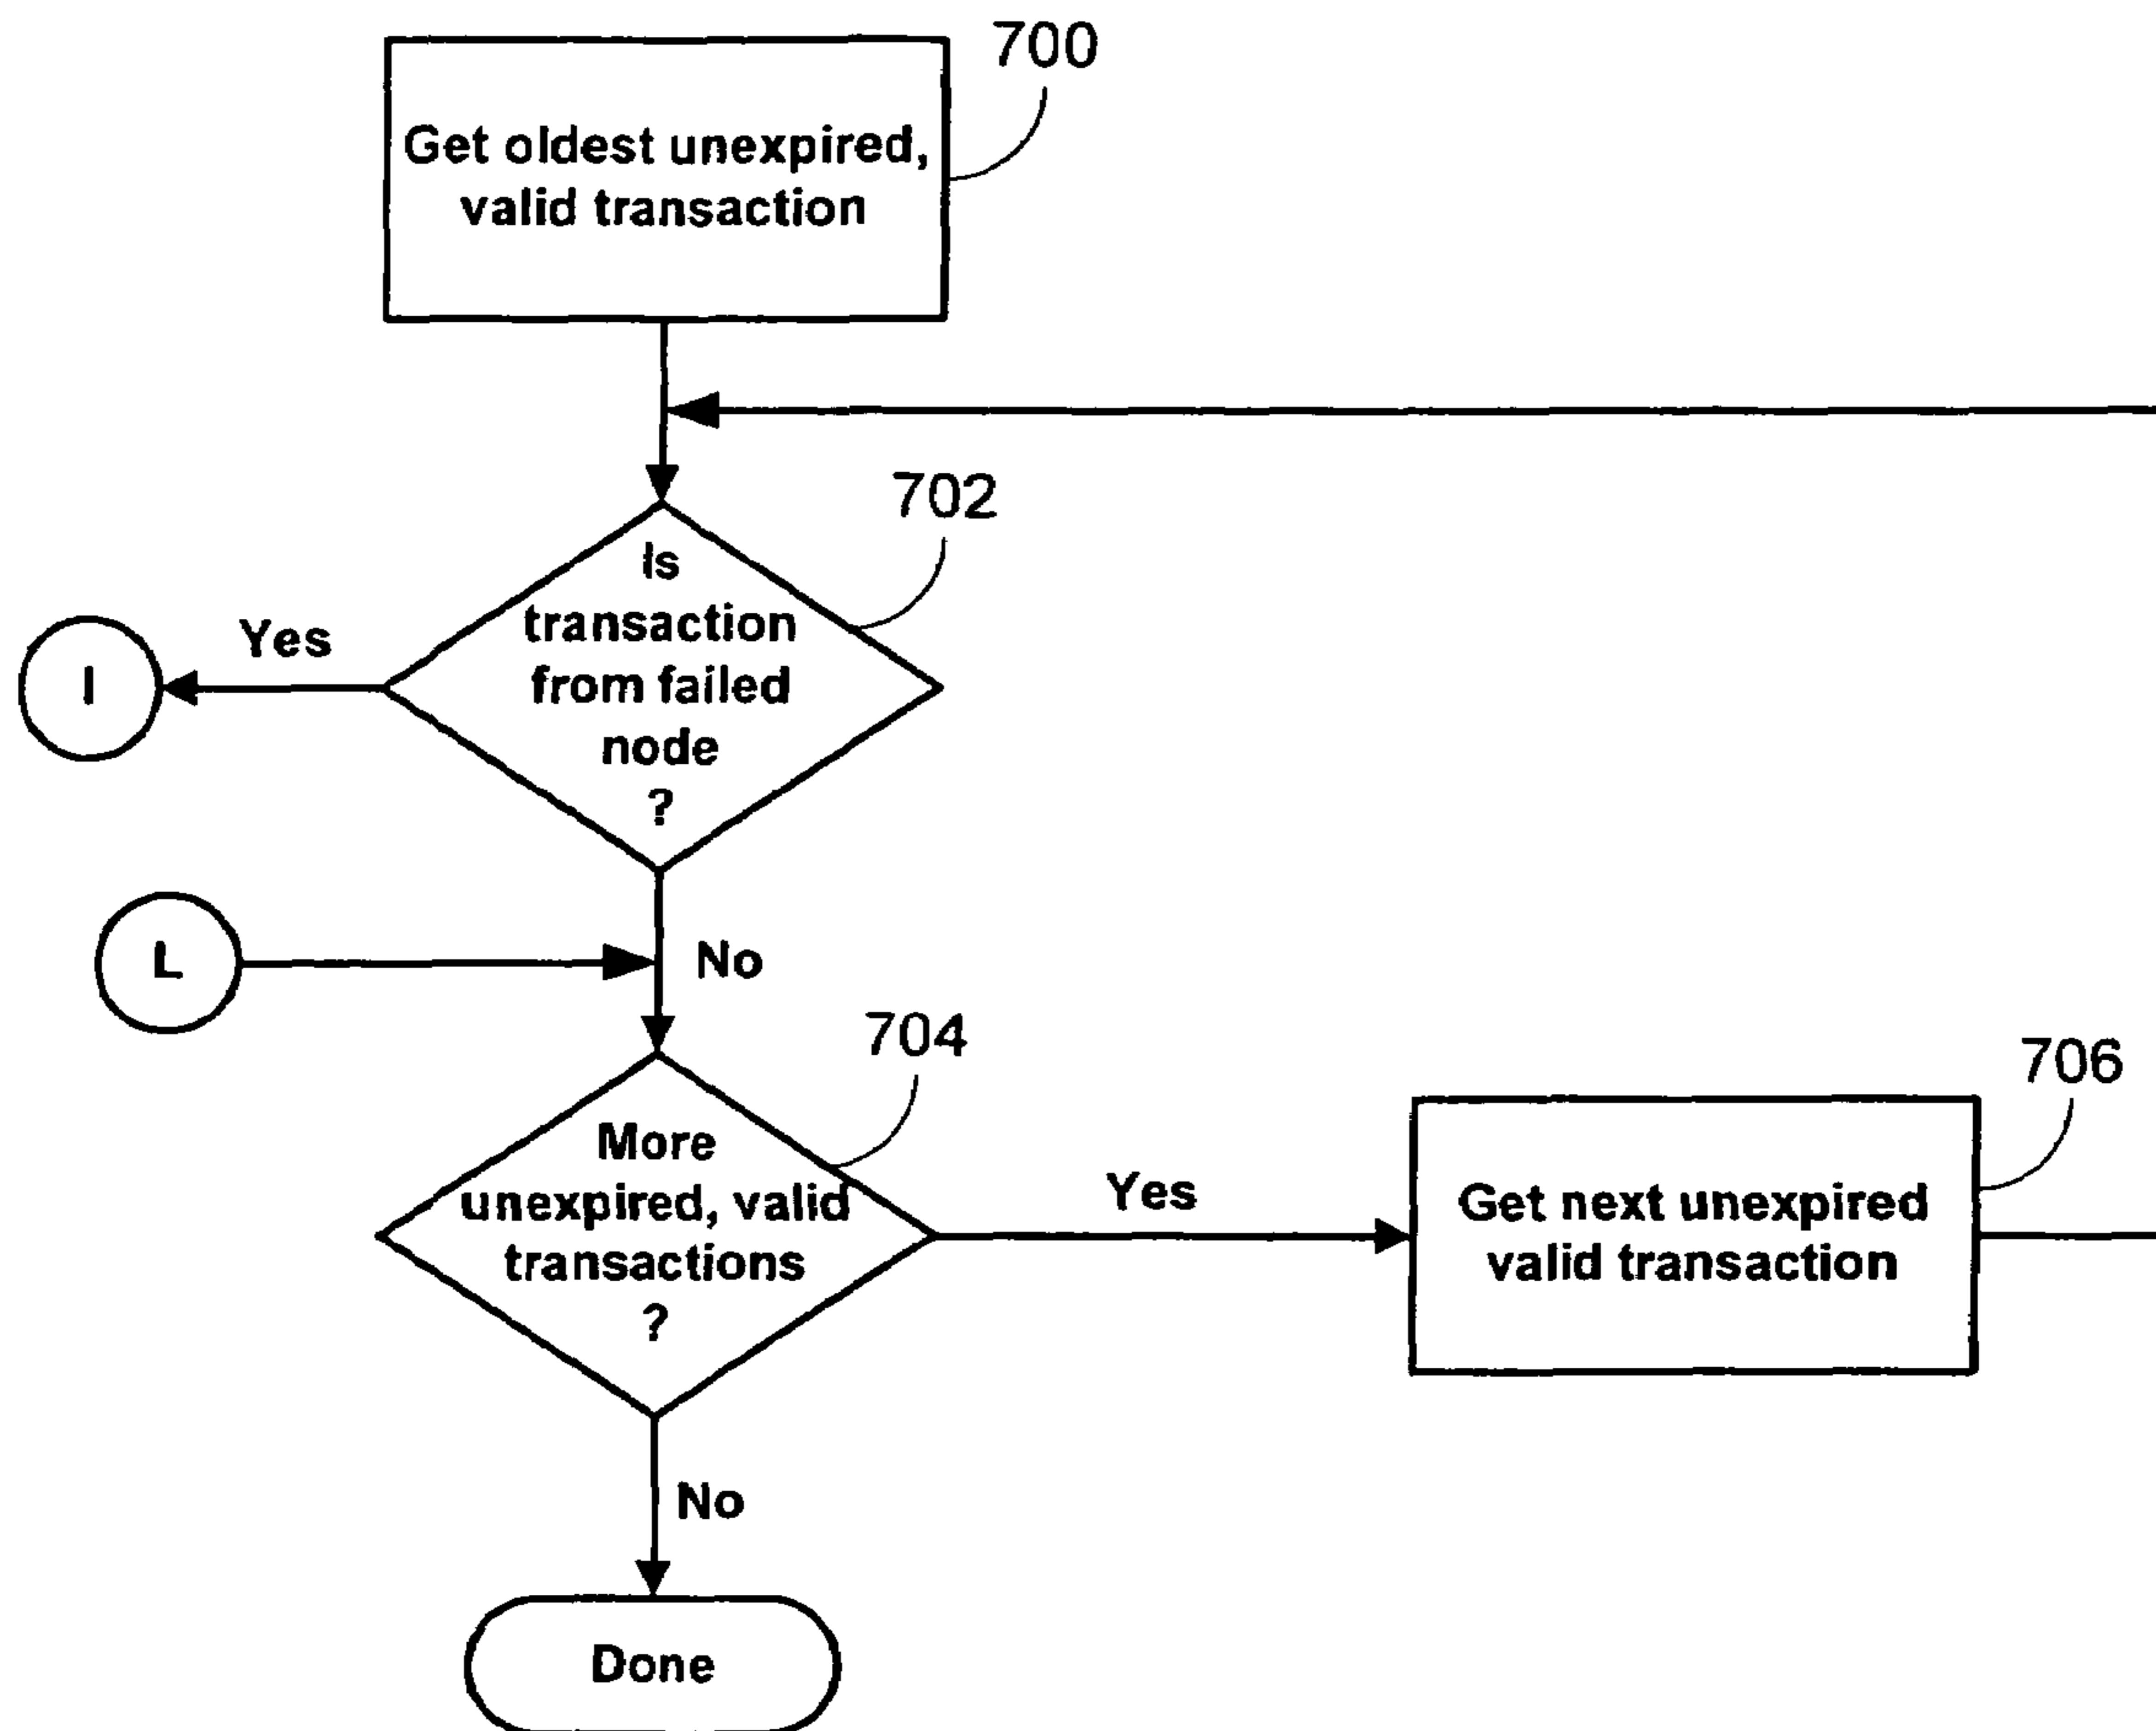 700
Get oldest unexpired,
valid transaction
702
Is
transaction
from failed
node
?
Yes
I
L
No
704
More
unexpired, valid
transactions
?
Yes
706
Get next unexpired
valid transaction
No
Done